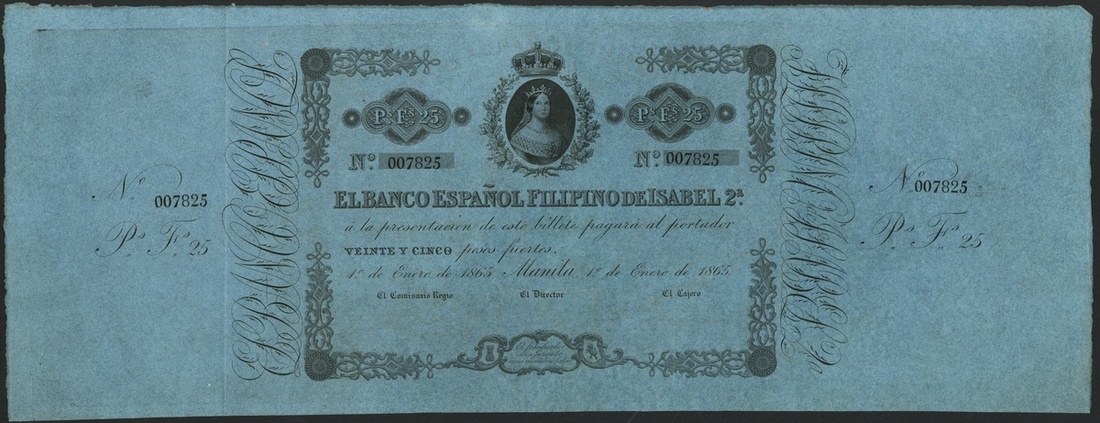 Ps. Fs. 25
Ps. Fs. 25
No. 007825
No. 007825
EL BANCO ESPAÑOL FILIPINO DE ISABEL 2ª.
á la presentacion de este billete pagará al portador
VEINTE Y CINCO pesos fuertes.
1º de Enero de 1865 Manila 1º de Enero de 1865.
El Comisario Regio El Director El Cajero
No. 007825
Ps. Fs. 25
No. 007825
Ps. Fs. 25